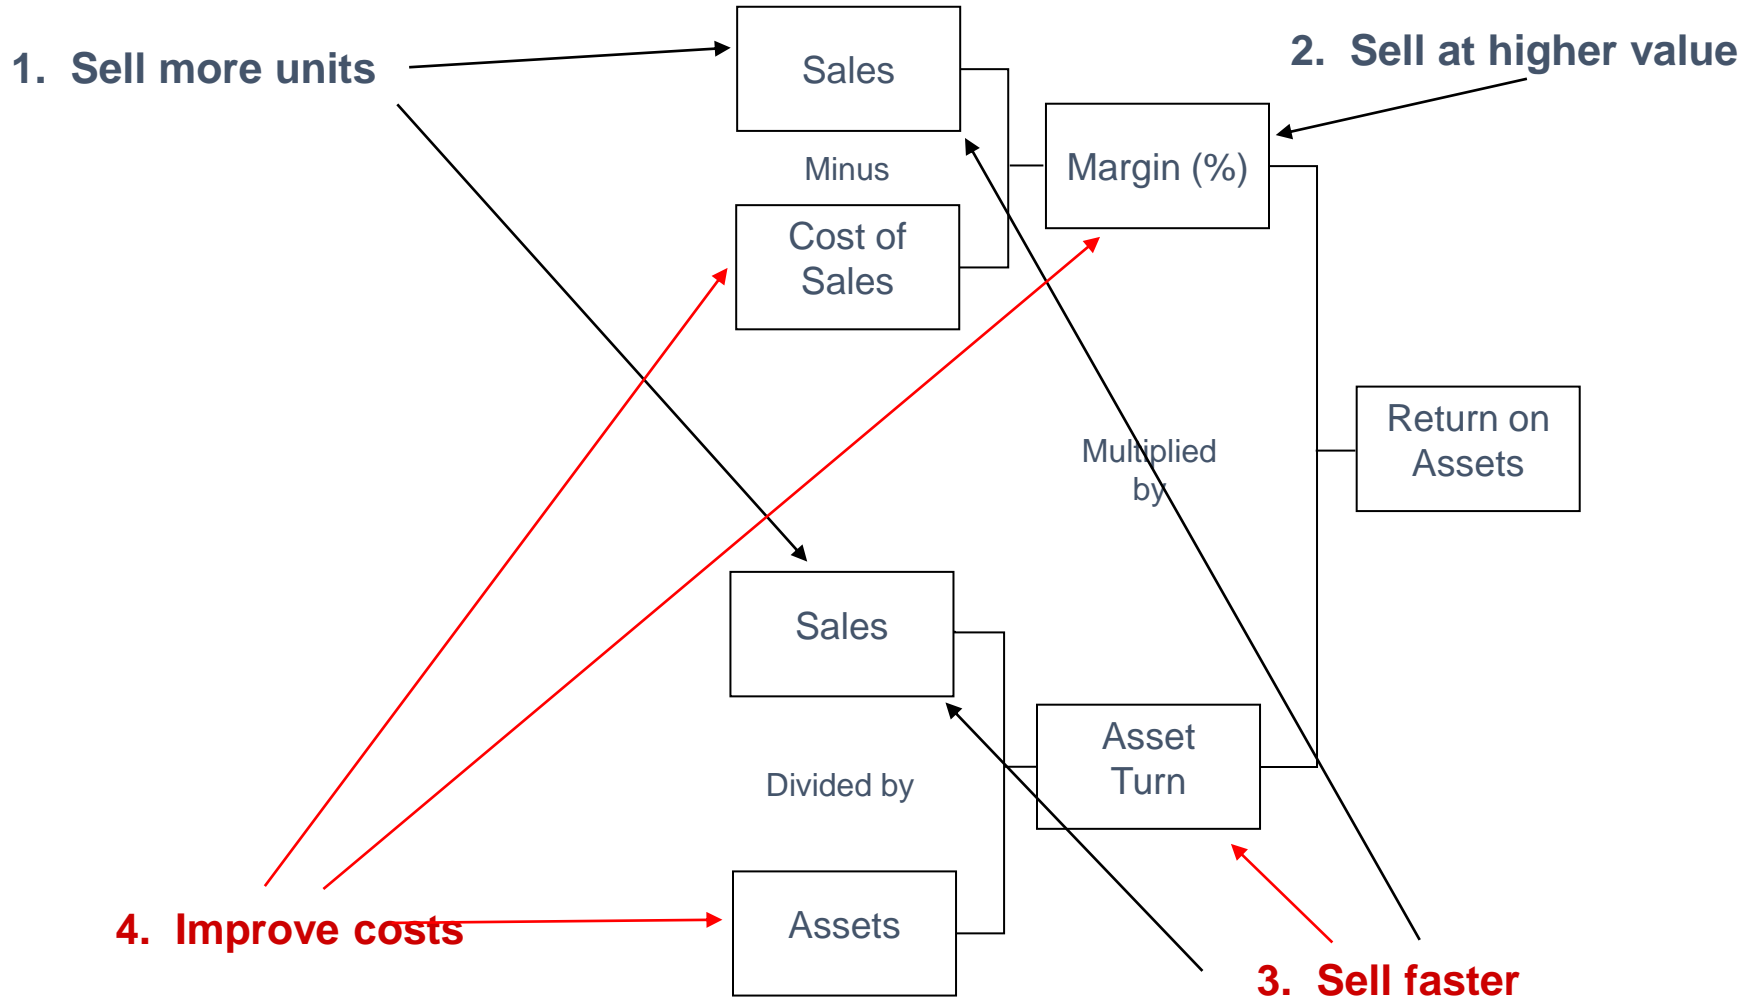 1. Sell more units
Sales
2. Sell at higher value
Minus
Margin (%)
Cost of
Sales
Multiplied
by
Return on
Assets
Sales
Divided by
Asset
Turn
4. Improve costs
Assets
3. Sell faster